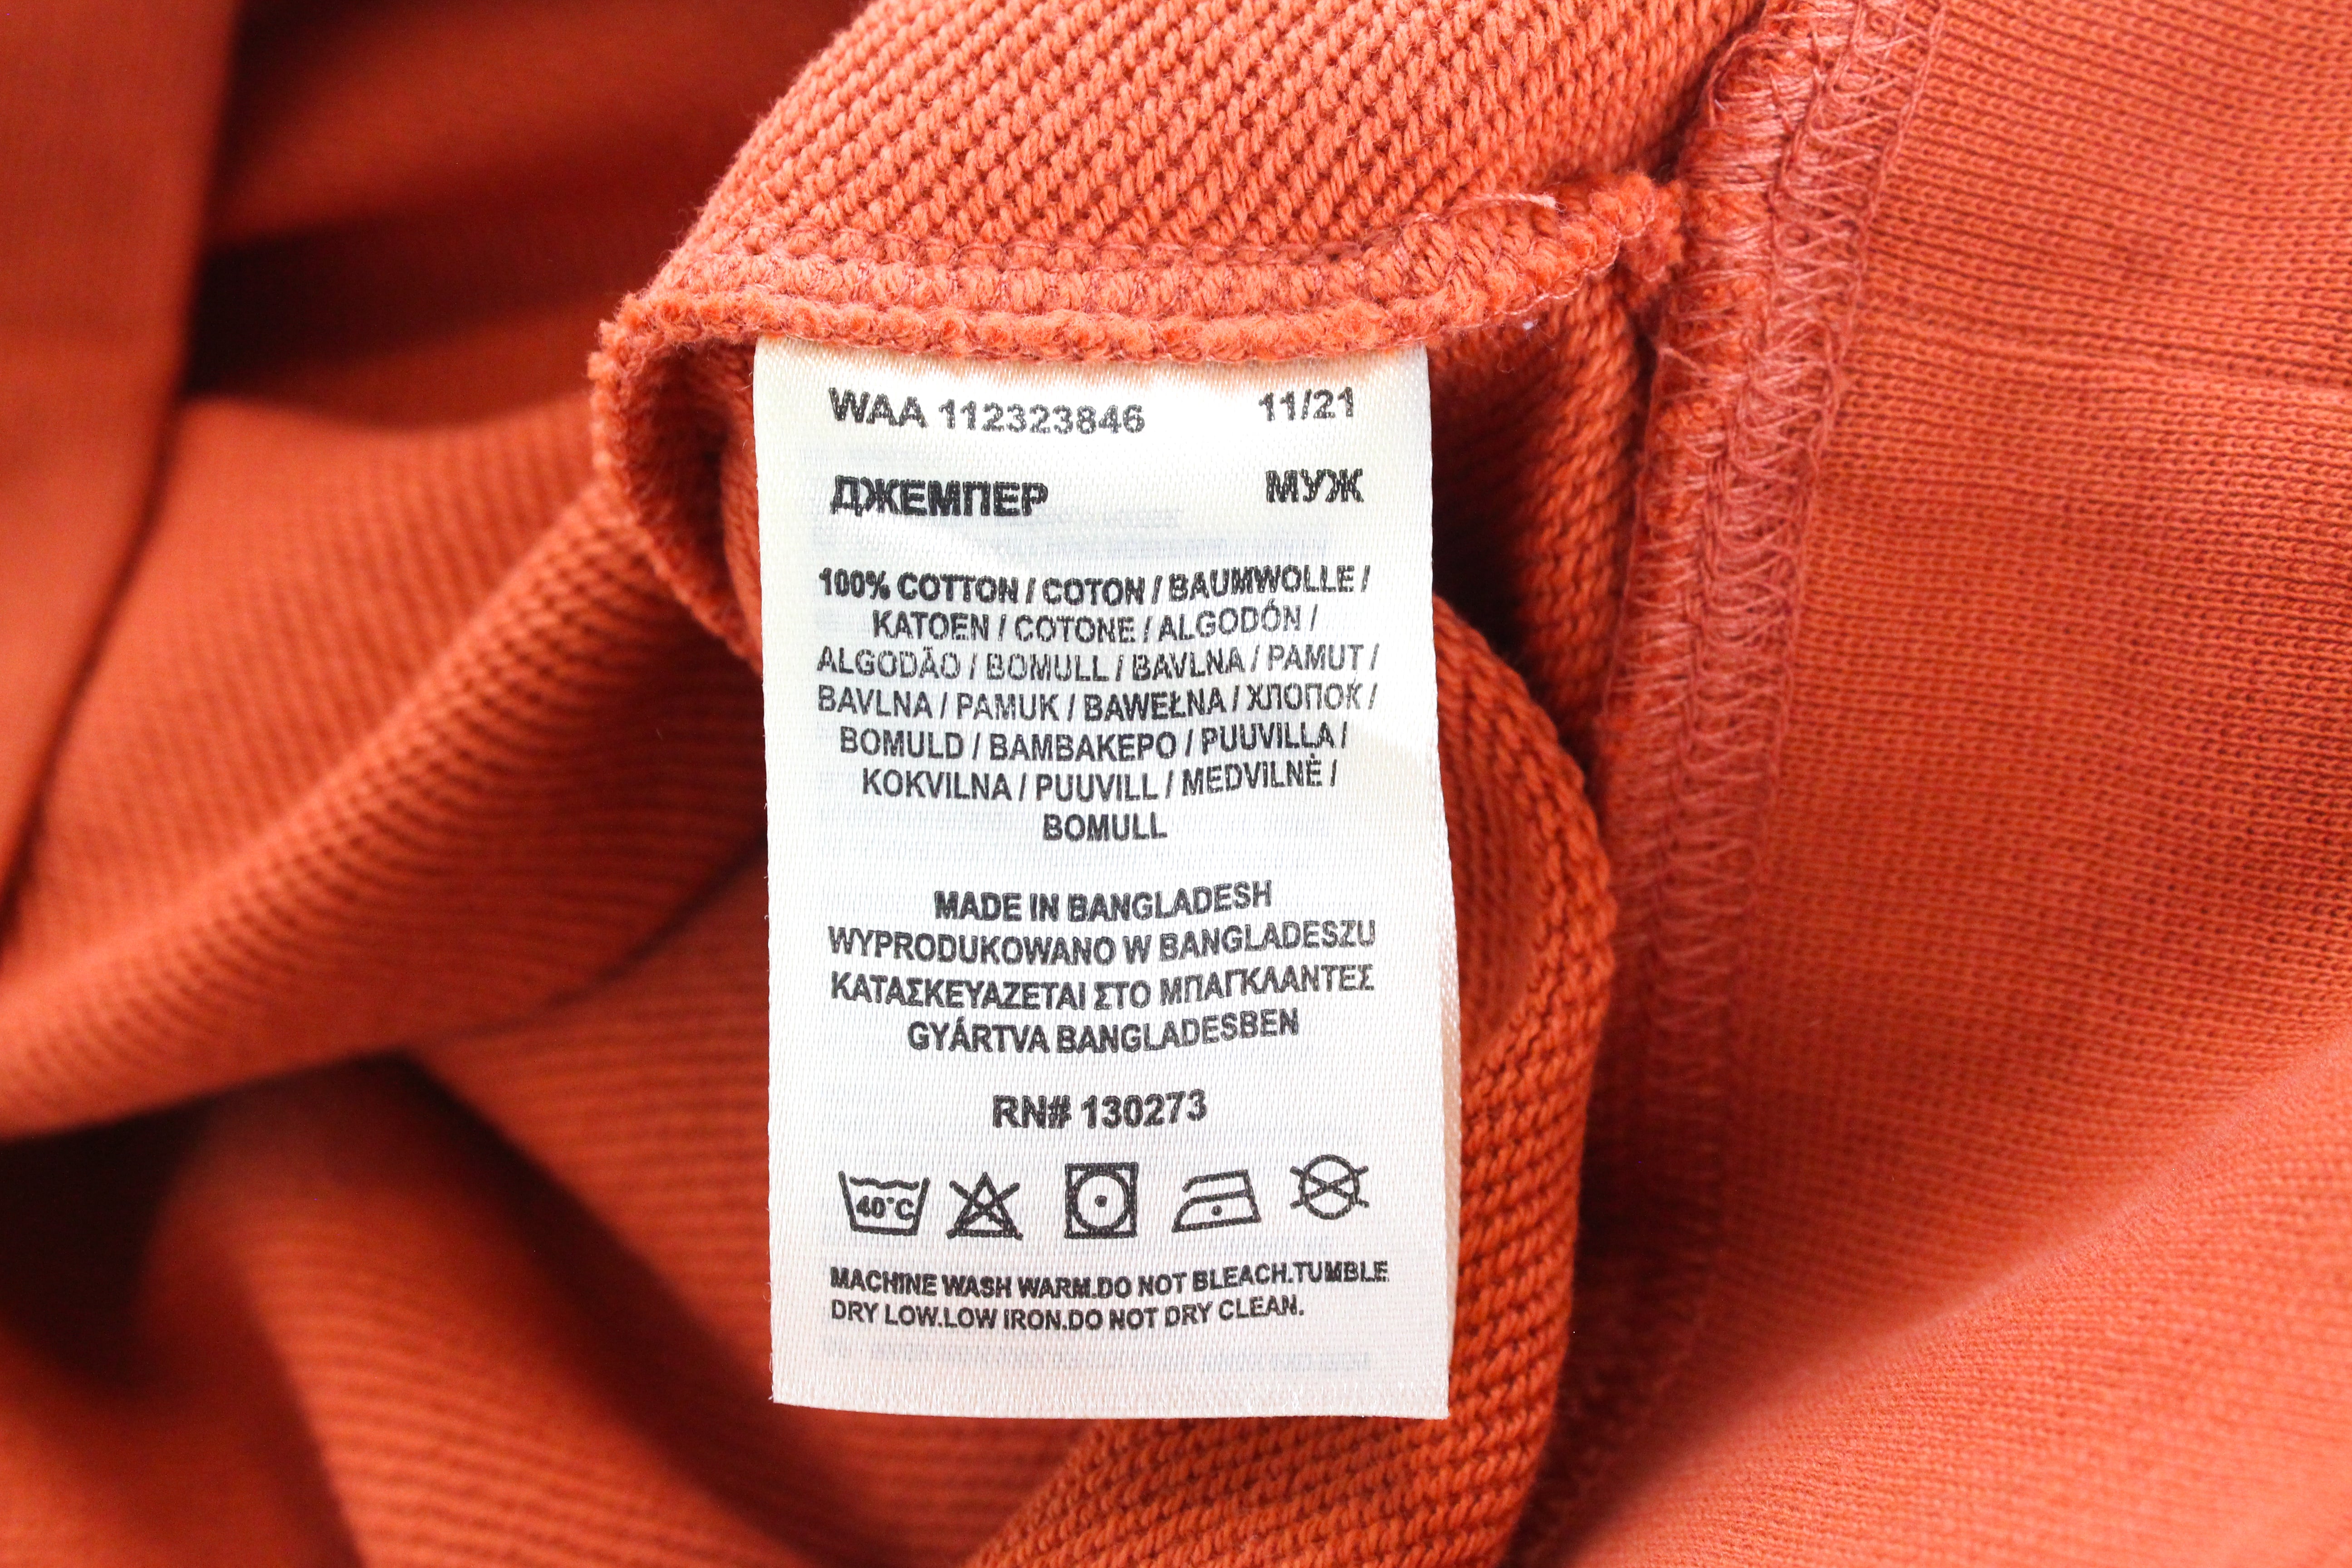 WAA 112323846 11/21
ДЖЕМПЕР МУЖ
100% COTTON / COTON / BAUMWOLLE /
KATOEN / COTONE / ALGODÓN /
ALGODÃO / BOMULL / BAVLNA / PAMUT /
BAVLNA / PAMUK / BAWEŁNA / ХЛОПОК /
BOMULD / ΒΑΜΒΑΚΕΡΟ / PUUVILLA /
KOKVILNA / PUUVILL / MEDVILNĖ /
BOMULL
MADE IN BANGLADESH
WYPRODUKOWANO W BANGLADESZU
ΚΑΤΑΣΚΕΥΑΖΕΤΑΙ ΣΤΟ ΜΠΑΓΚΛΑΝΤΕΣ
GYÁRTVA BANGLADESBEN
RN# 130273
40°C
MACHINE WASH WARM.DO NOT BLEACH.TUMBLE
DRY LOW.LOW IRON.DO NOT DRY CLEAN.